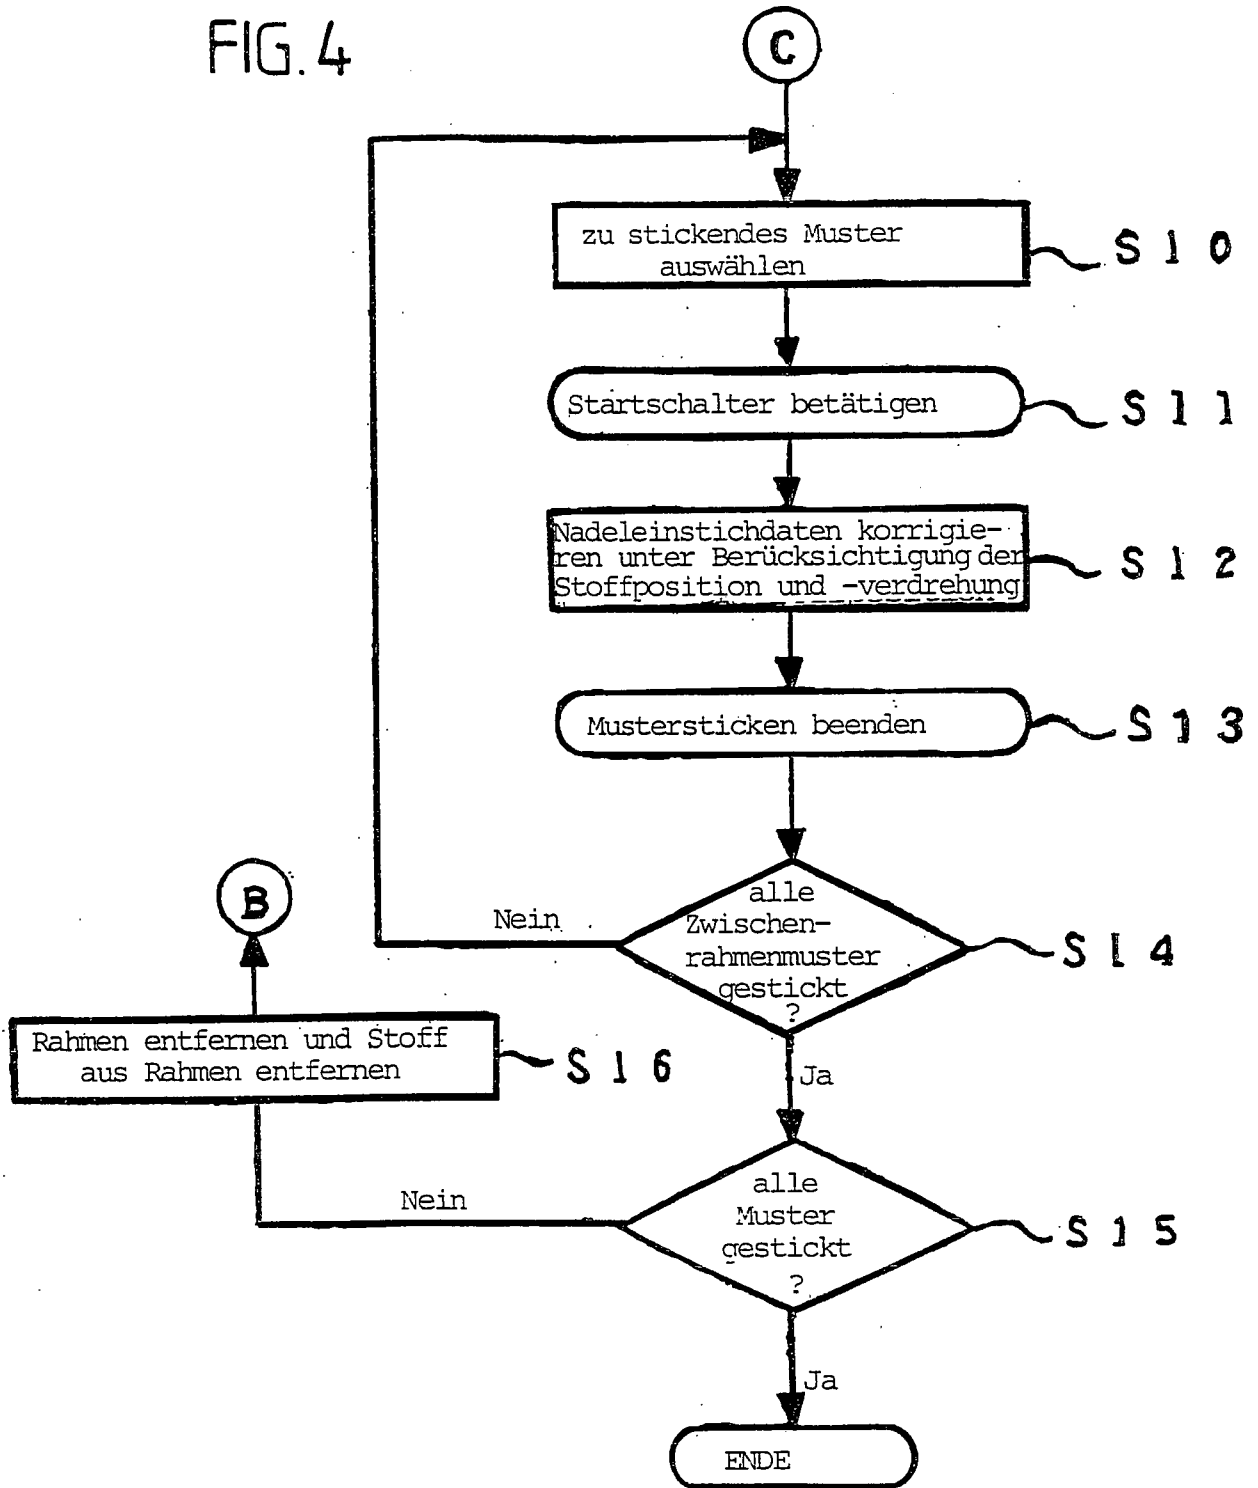 FIG. 4
C
zu stickendes Muster
auswählen
S 1 0
Startschalter betätigen
S 1 1
Nadeleinstichdaten korrigie-
ren unter Berücksichtigung der
Stoffposition und -verdrehung
S 1 2
Mustersticken beenden
S 1 3
alle
Zwischen-
rahmenmuster
gestickt
?
S 1 4
Nein
B
Rahmen entfernen und Stoff
aus Rahmen entfernen
S 1 6
Ja
alle
Muster
gestickt
?
S 1 5
Nein
Ja
ENDE